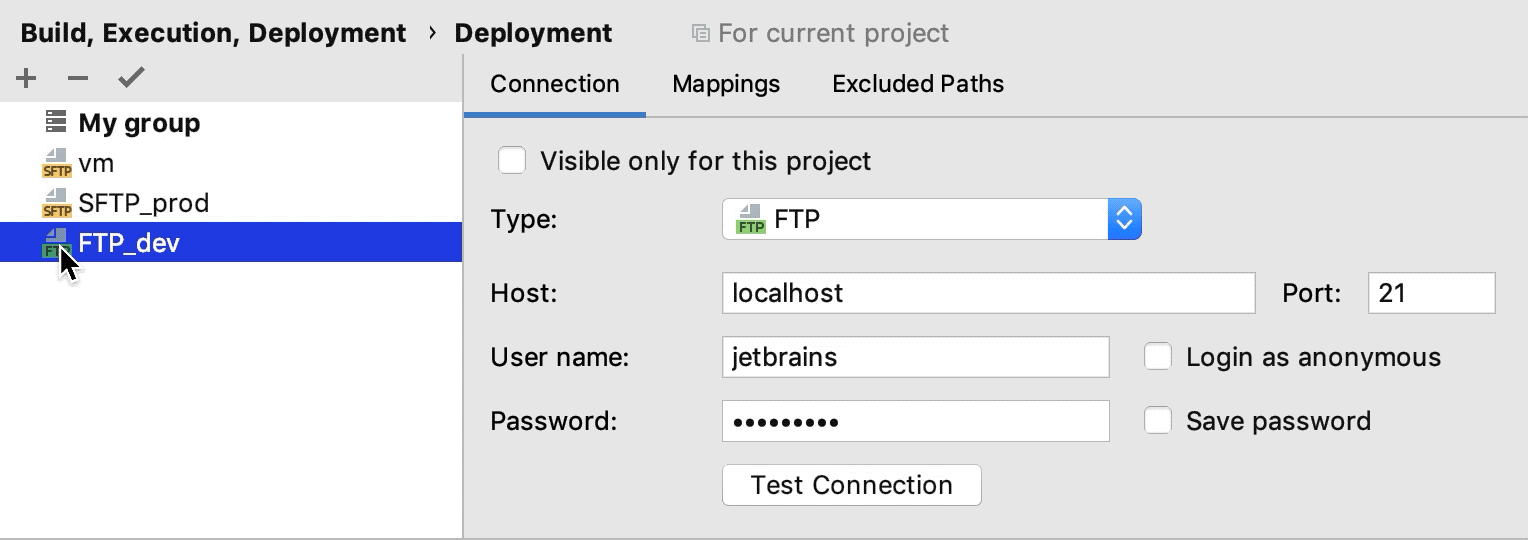 Build, Execution, Deployment › Deployment For current project
Connection Mappings Excluded Paths
My group
SFTP vm
SFTP SFTP_prod
FTP FTP_dev
Visible only for this project
Type: FTP FTP
Host: localhost Port: 21
User name: jetbrains Login as anonymous
Password: ••••••••• Save password
Test Connection